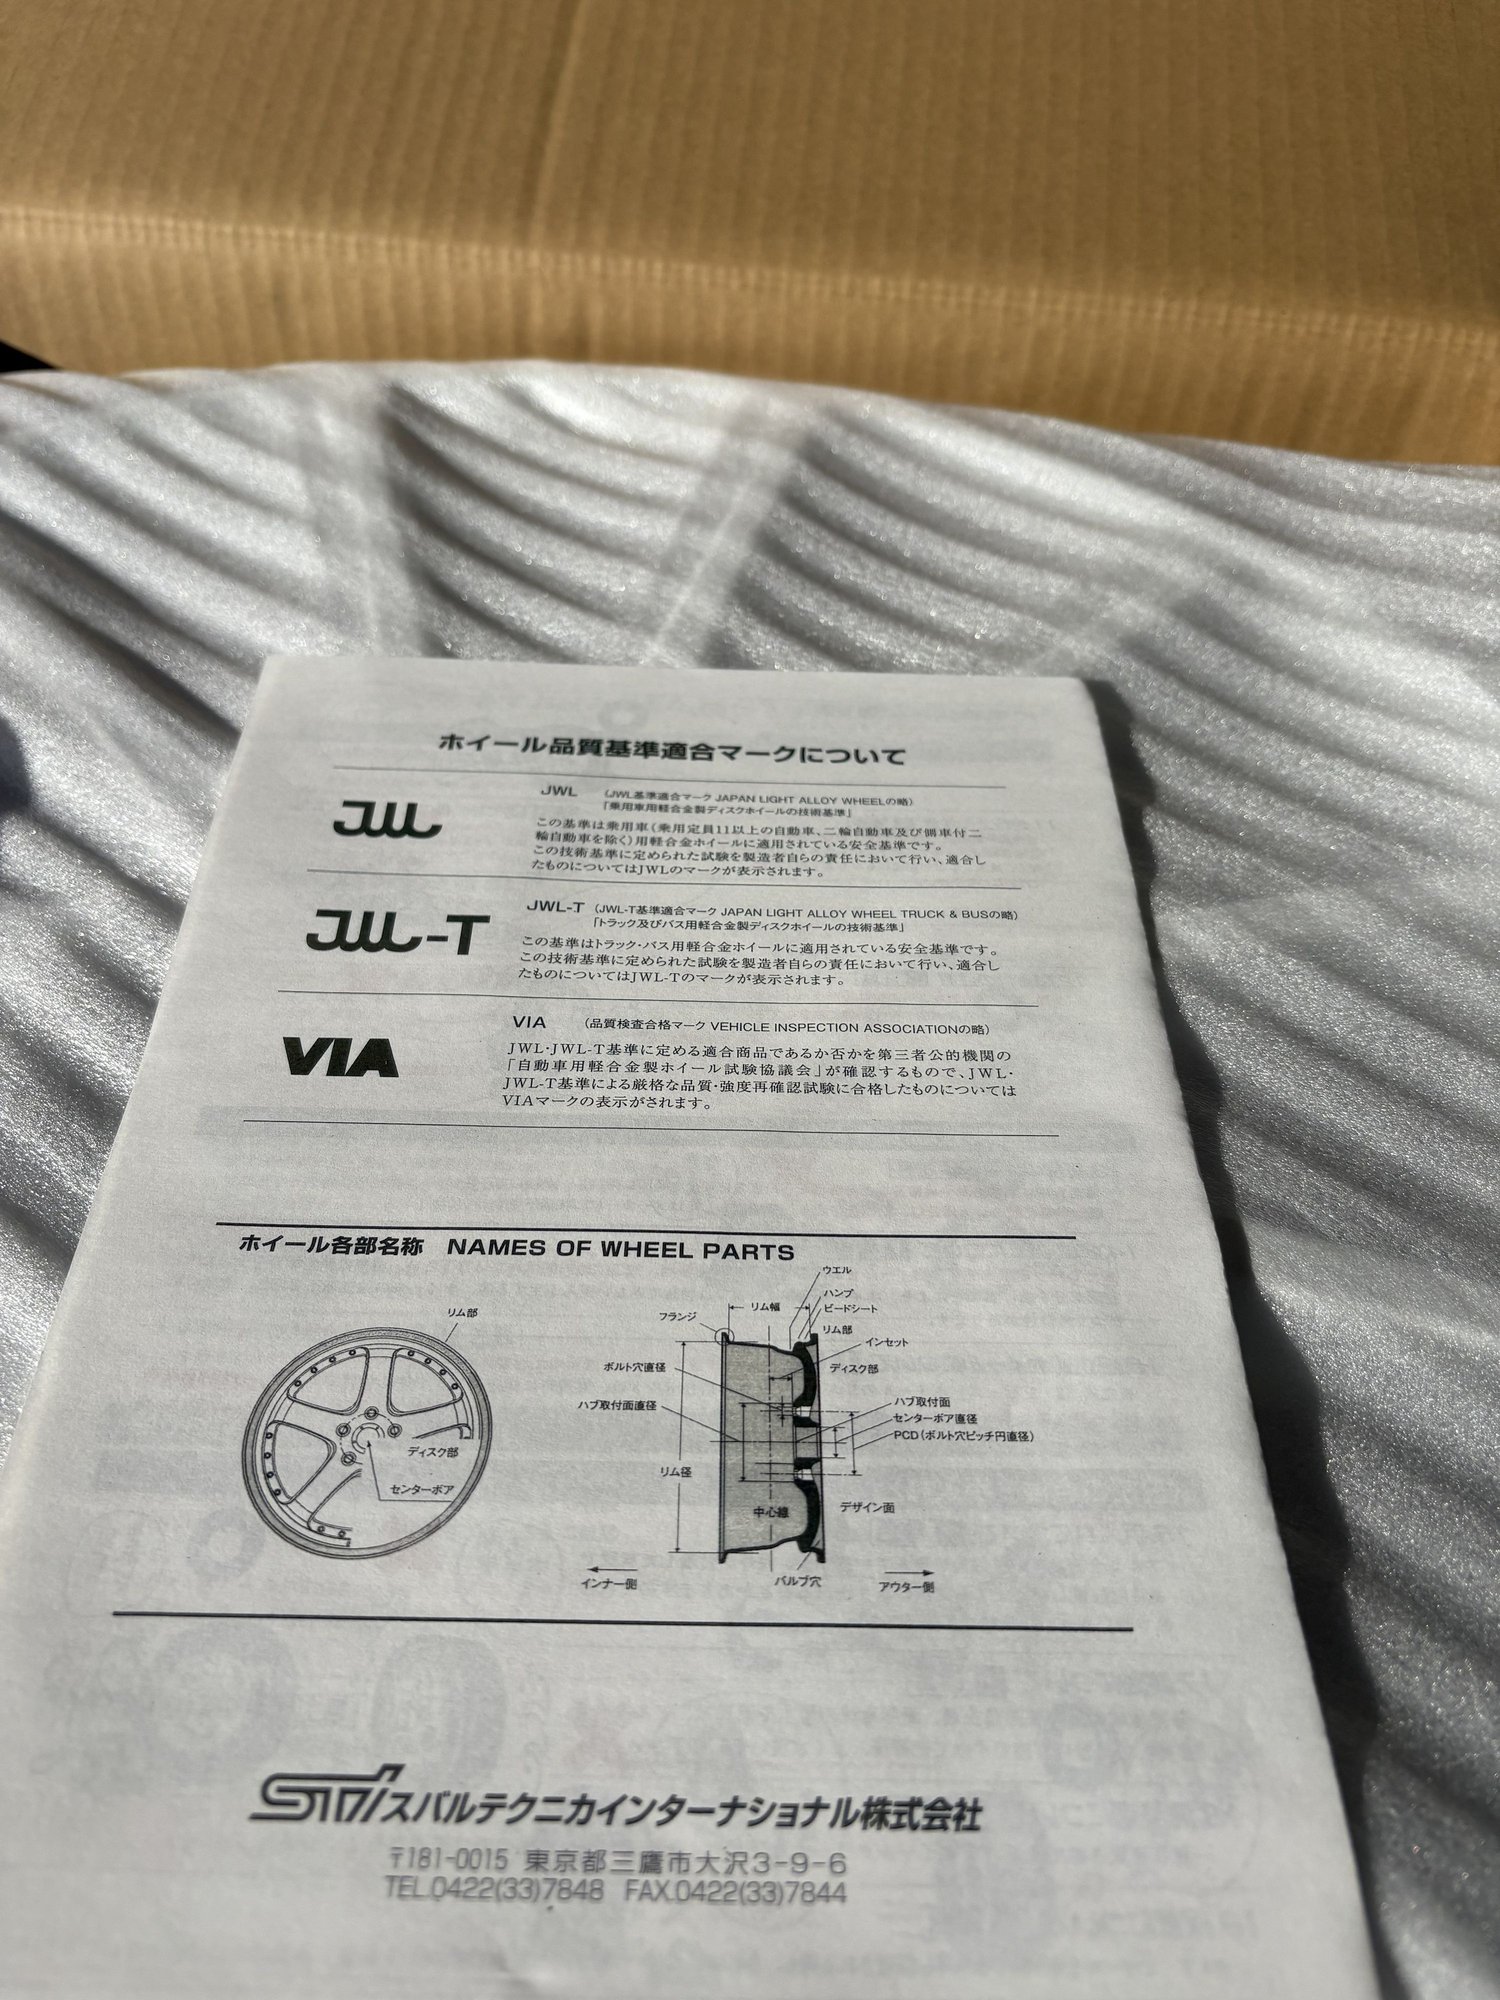 ホイール品質基準適合マークについて
JWL
JWL （JWL基準適合マーク JAPAN LIGHT ALLOY WHEELの略）
「乗用車用軽合金製ディスクホイールの技術基準」
この基準は乗用車（乗用定員11以上の自動車、二輪自動車及び側車付二
輪自動車を除く）用軽合金ホイールに適用されている安全基準です。
この技術基準に定められた試験を製造者自らの責任において行い、適合し
たものについてはJWLのマークが表示されます。
JWL-T
JWL-T （JWL-T基準適合マーク JAPAN LIGHT ALLOY WHEEL TRUCK & BUSの略）
「トラック及びバス用軽合金製ディスクホイールの技術基準」
この基準はトラック・バス用軽合金ホイールに適用されている安全基準です。
この技術基準に定められた試験を製造者自らの責任において行い、適合し
たものについてはJWL-Tのマークが表示されます。
VIA
VIA （品質検査合格マーク VEHICLE INSPECTION ASSOCIATIONの略）
JWL・JWL-T基準に定める適合商品であるか否かを第三者公的機関の
「自動車用軽合金製ホイール試験協議会」が確認するもので、JWL・
JWL-T基準による厳格な品質・強度再確認試験に合格したものについては
VIAマークの表示がされます。
ホイール各部名称 NAMES OF WHEEL PARTS
リム部
ディスク部
センターボア
ウエル
ハンプ
ビードシート
フランジ
リム幅
リム部
インセット
ボルト穴直径
ディスク部
ハブ取付面直径
ハブ取付面
センターボア直径
PCD（ボルト穴ピッチ円直径）
リム径
中心線
デザイン面
インナー側
バルブ穴
アウター側
STI スバルテクニカインターナショナル株式会社
〒181-0015 東京都三鷹市大沢3-9-6
TEL.0422(33)7848 FAX.0422(33)7844